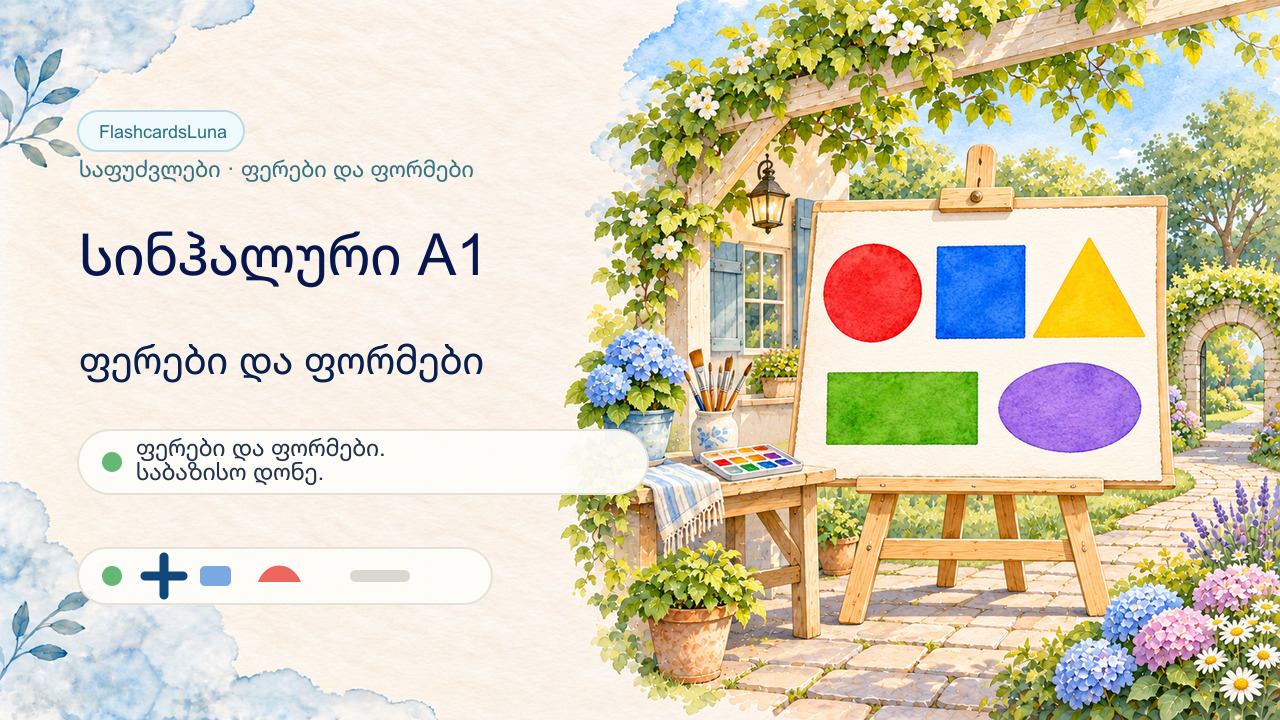 FlashcardsLuna
საფუძვლები · ფერები და ფორმები
სინჰალური A1
ფერები და ფორმები
ფერები და ფორმები.
საბაზისო დონე.